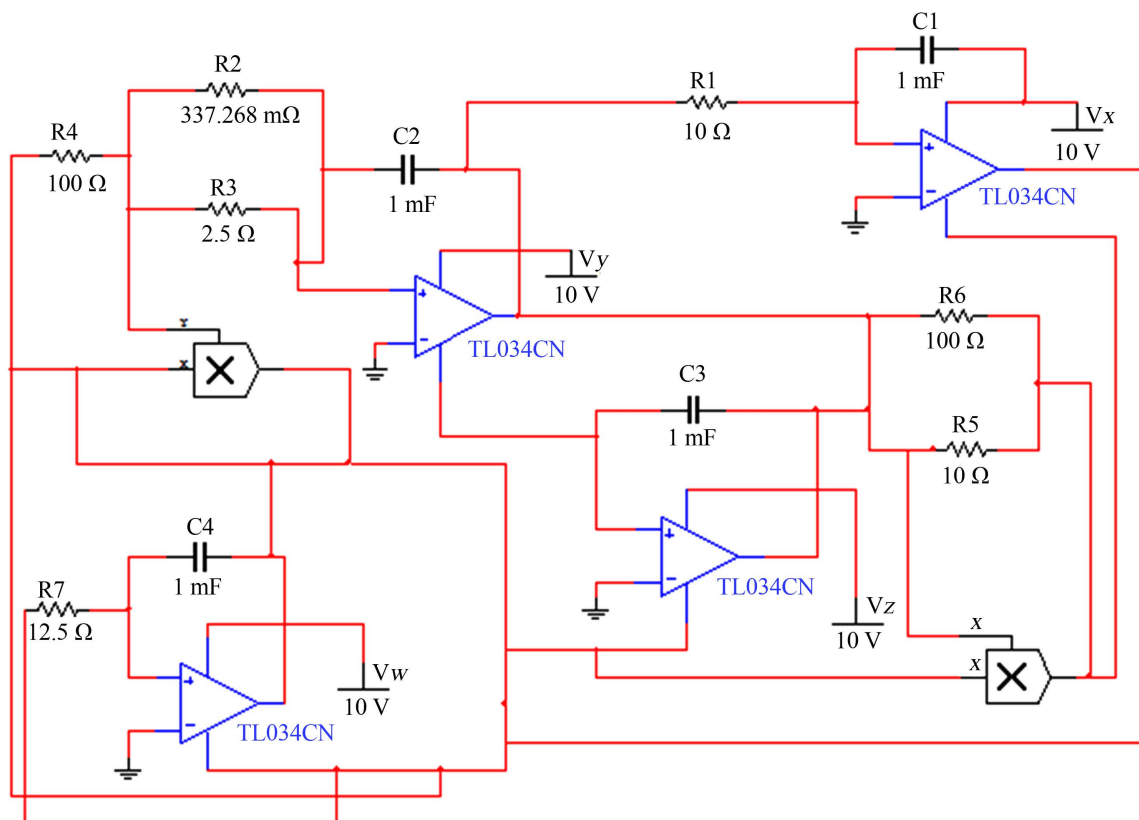 C1
1 mF
R2
337.268 mΩ
R1
10 Ω
Vx
10 V
R4
100 Ω
C2
1 mF
R3
2.5 Ω
+
−
TL034CN
Vy
10 V
+
−
TL034CN
R6
100 Ω
X
C3
1 mF
R5
10 Ω
C4
1 mF
+
−
TL034CN
Vz
10 V
R7
12.5 Ω
x
x
+
−
TL034CN
Vw
10 V